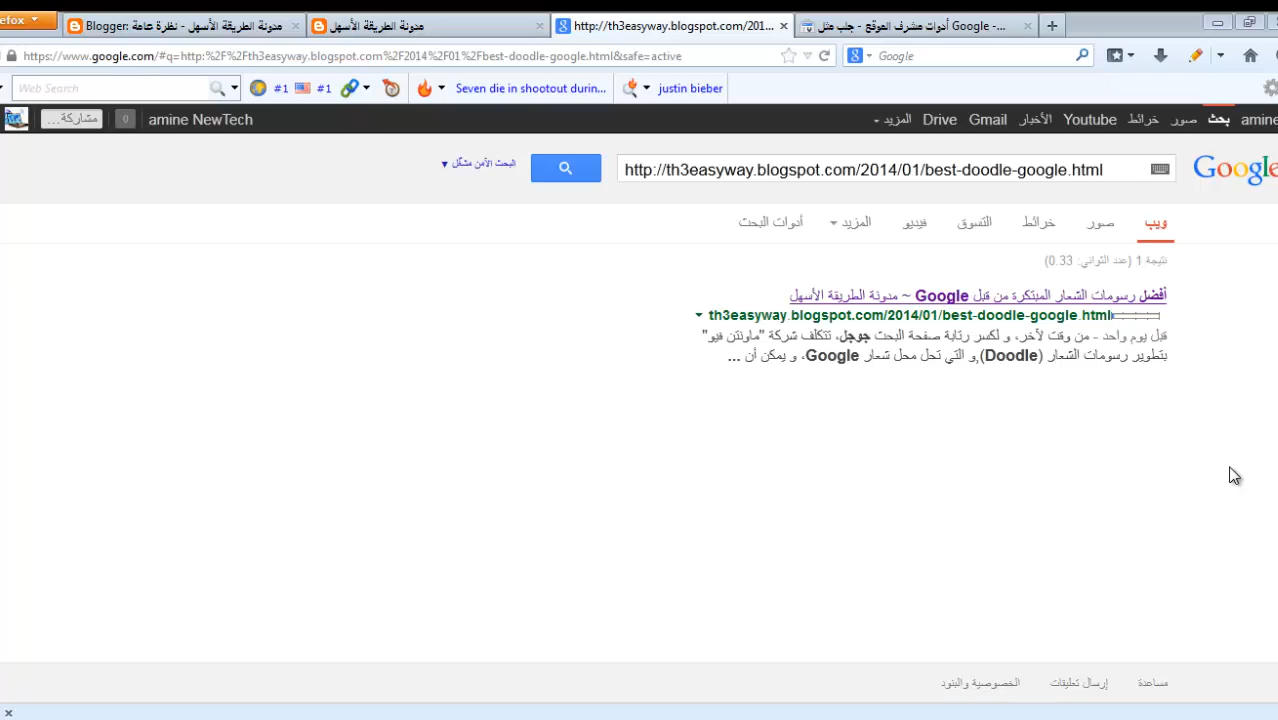 efox
Blogger: مدونة الطريقة الأسهل - نظرة عامة
مدونة الطريقة الأسهل
http://th3easyway.blogspot.com/201...
أدوات مشرف الموقع Google - جلب مثل...
https://www.google.com/#q=http:%2F%2Fth3easyway.blogspot.com%2F2014%2F01%2Fbest-doodle-google.html&safe=active
Google
Web Search
#1
#1
Seven die in shootout durin...
justin bieber
amine
بحث
صور
خرائط
Youtube
الأخبار
Gmail
Drive
المزيد
amine NewTech
0
مشاركة...
Google
http://th3easyway.blogspot.com/2014/01/best-doodle-google.html
البحث الآمن مشغّل
ويب
صور
خرائط
التسوق
فيديو
المزيد
أدوات البحث
نتيجة 1 (عدد الثواني: 0.33)
أفضل رسومات الشعار المبتكرة من قبل Google ~ مدونة الطريقة الأسهل
th3easyway.blogspot.com/2014/01/best-doodle-google.html
قبل يوم واحد - من وقت لآخر، و لكسر رتابة صفحة البحث جوجل، تتكلف شركة "ماونتن فيو"
بتطوير رسومات الشعار (Doodle),و التي تحل محل شعار Google، و يمكن أن ...
مساعدة
إرسال تعليقات
الخصوصية والبنود